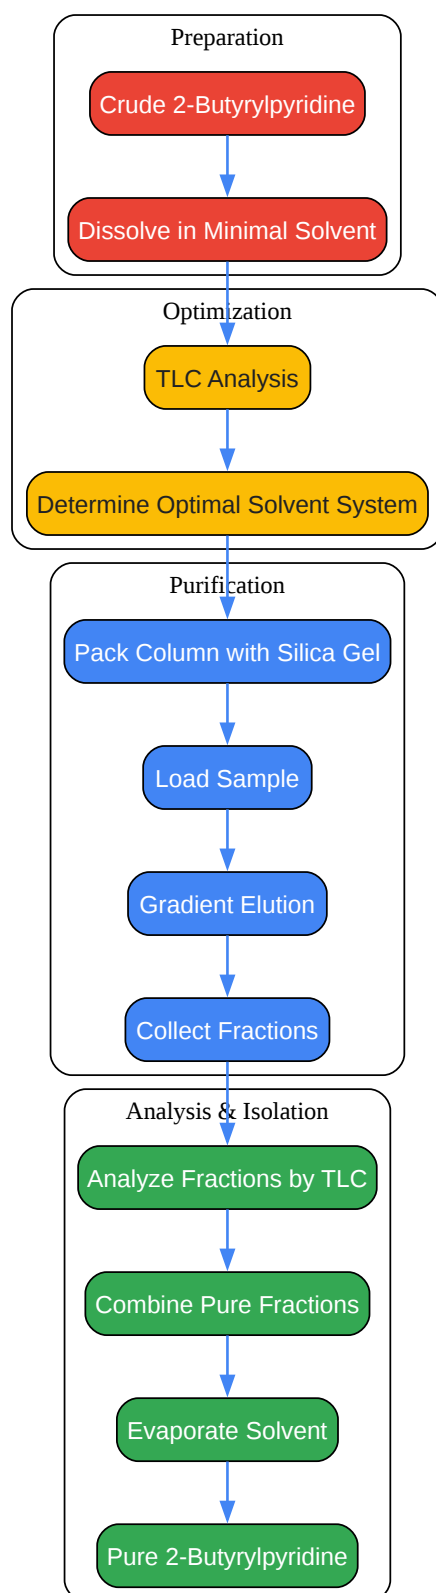 Preparation
Crude 2-Butyrylpyridine
Dissolve in Minimal Solvent
Optimization
TLC Analysis
Determine Optimal Solvent System
Purification
Pack Column with Silica Gel
Load Sample
Gradient Elution
Collect Fractions
Analysis & Isolation
Analyze Fractions by TLC
Combine Pure Fractions
Evaporate Solvent
Pure 2-Butyrylpyridine